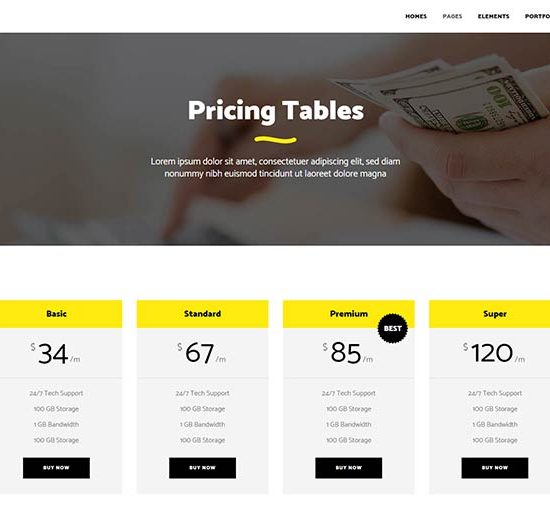 HOMES PAGES ELEMENTS PORTFO
Pricing Tables
Lorem ipsum dolor sit amet, consectetuer adipiscing elit, sed diam
nonummy nibh euismod tincidunt ut laoreet dolore magna
Basic
$34/m
24/7 Tech Support
100 GB Storage
1 GB Bandwidth
100 GB Storage
BUY NOW
Standard
$67/m
24/7 Tech Support
100 GB Storage
1 GB Bandwidth
100 GB Storage
BUY NOW
Premium
BEST
$85/m
24/7 Tech Support
100 GB Storage
1 GB Bandwidth
100 GB Storage
BUY NOW
Super
$120/m
24/7 Tech Support
100 GB Storage
1 GB Bandwidth
100 GB Storage
BUY NOW
100